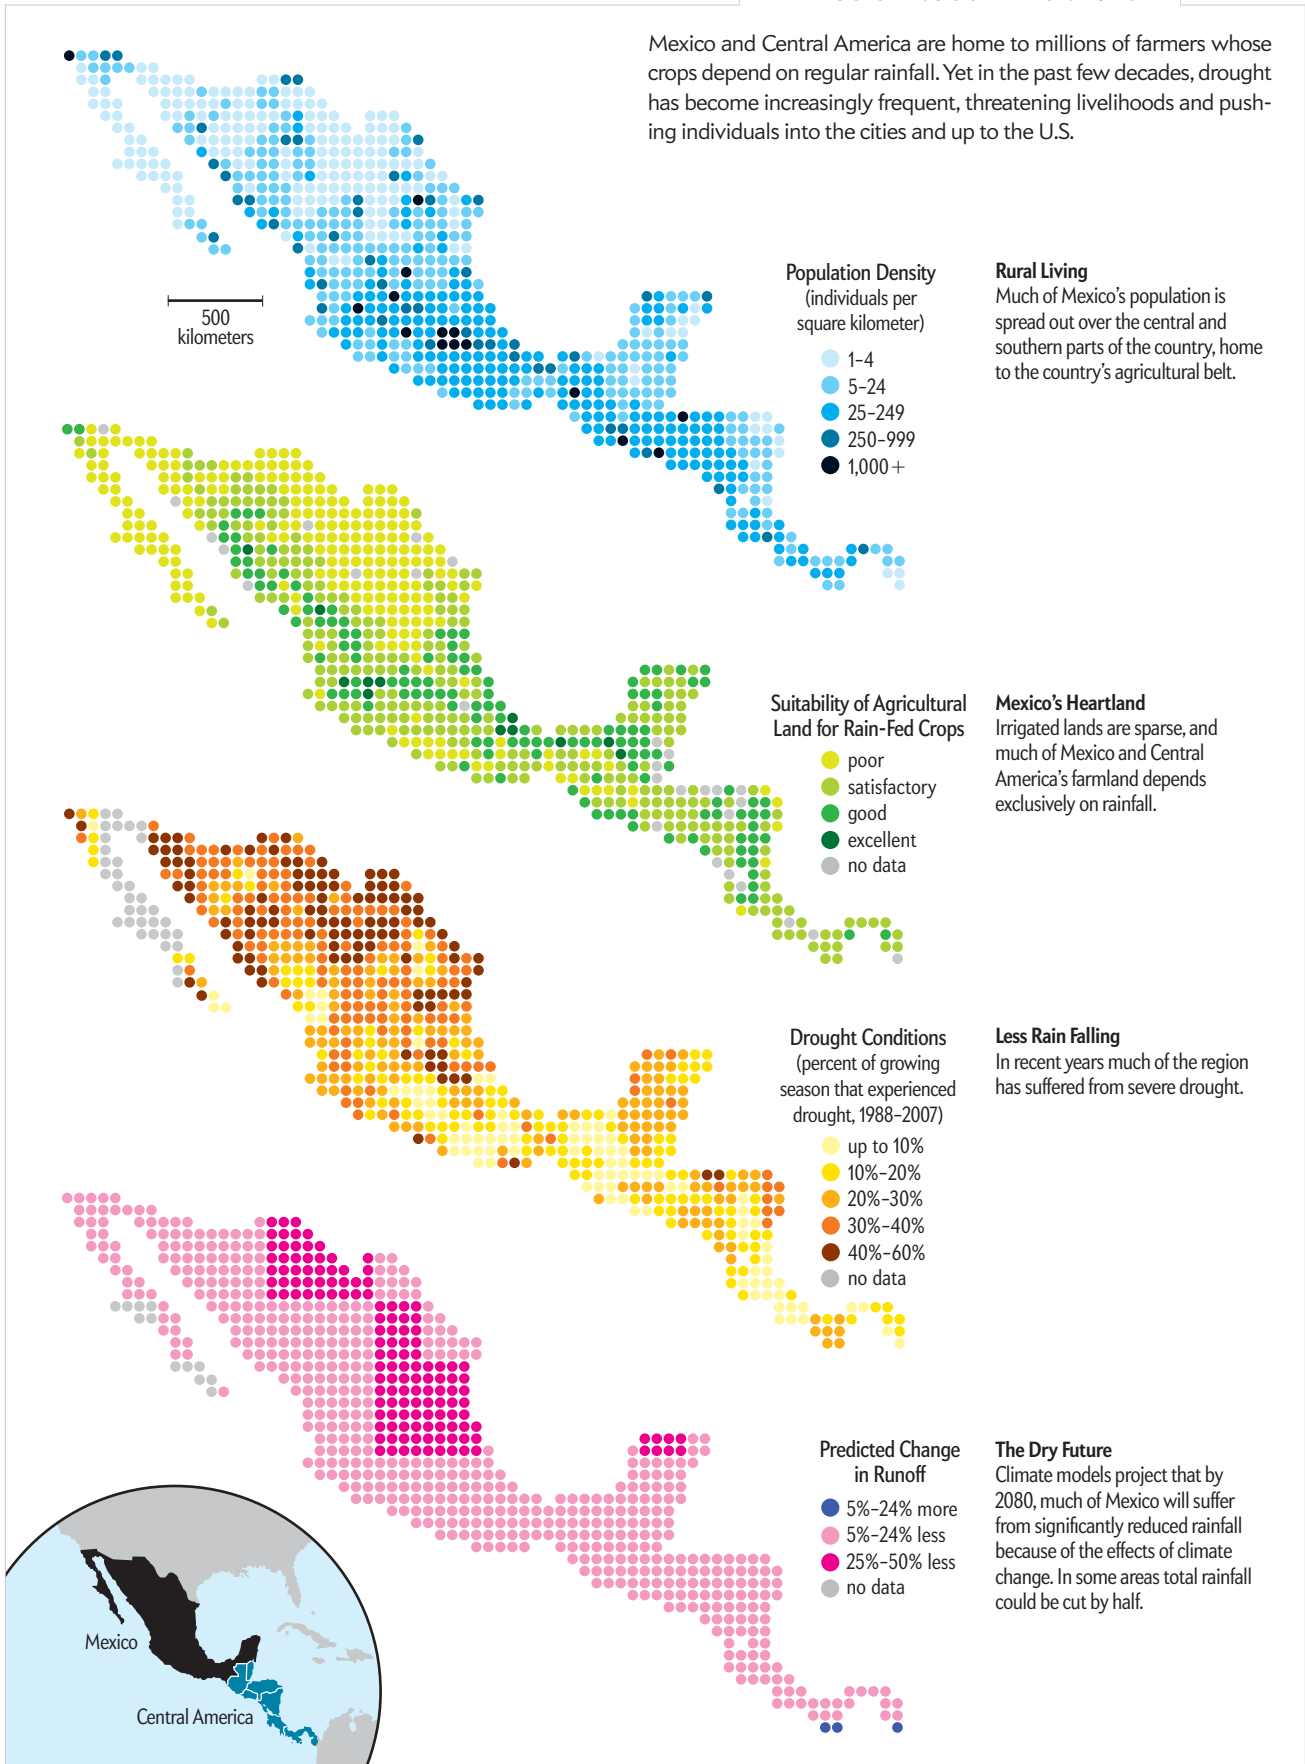 Mexico and Central America are home to millions of farmers whose
crops depend on regular rainfall. Yet in the past few decades, drought
has become increasingly frequent, threatening livelihoods and push-
ing individuals into the cities and up to the U.S.
500
kilometers
Population Density
(individuals per
square kilometer)
1–4
5–24
25–249
250–999
1,000+
Rural Living
Much of Mexico's population is
spread out over the central and
southern parts of the country, home
to the country's agricultural belt.
Suitability of Agricultural
Land for Rain-Fed Crops
poor
satisfactory
good
excellent
no data
Mexico's Heartland
Irrigated lands are sparse, and
much of Mexico and Central
America's farmland depends
exclusively on rainfall.
Drought Conditions
(percent of growing
season that experienced
drought, 1988–2007)
up to 10%
10%–20%
20%–30%
30%–40%
40%–60%
no data
Less Rain Falling
In recent years much of the region
has suffered from severe drought.
Predicted Change
in Runoff
5%–24% more
5%–24% less
25%–50% less
no data
The Dry Future
Climate models project that by
2080, much of Mexico will suffer
from significantly reduced rainfall
because of the effects of climate
change. In some areas total rainfall
could be cut by half.
Mexico
Central America